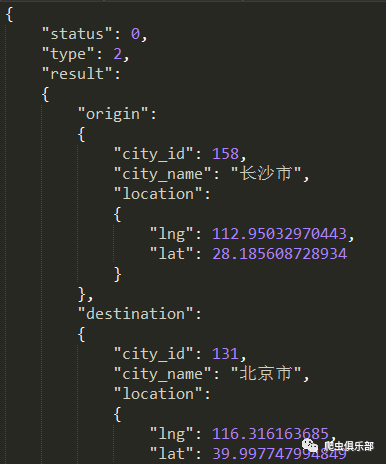 {
    "status": 0,
    "type": 2,
    "result":
    {
        "origin":
        {
            "city_id": 158,
            "city_name": "长沙市",
            "location":
            {
                "lng": 112.95032970443,
                "lat": 28.185608728934
            }
        },
        "destination":
        {
            "city_id": 131,
            "city_name": "北京市",
            "location":
            {
                "lng": 116.316163685,
                "lat": 39.997747994849
爬虫俱乐部